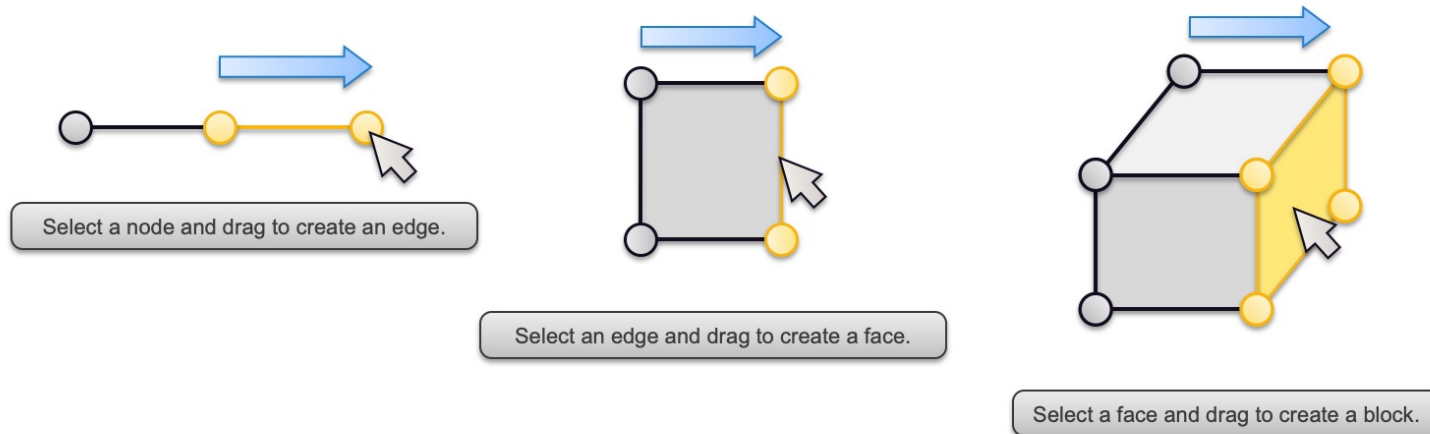 Select a node and drag to create an edge.
Select an edge and drag to create a face.
Select a face and drag to create a block.